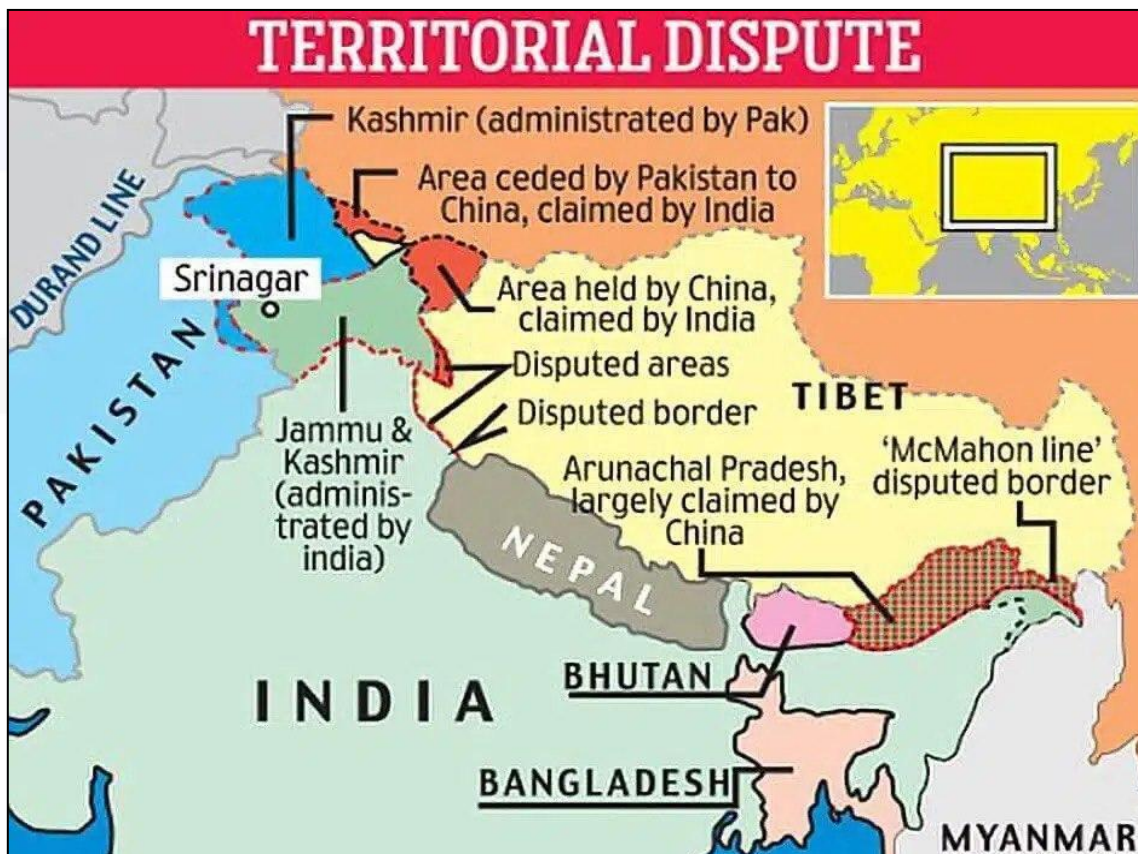 TERRITORIAL DISPUTE
Kashmir (administrated by Pak)
Area ceded by Pakistan to
China, claimed by India
DURAND LINE
Srinagar
Area held by China,
claimed by India
PAKISTAN
Disputed areas
TIBET
Disputed border
Jammu &
Kashmir
(adminis-
trated by
india)
Arunachal Pradesh,
largely claimed by
China
‘McMahon line’
disputed border
NEPAL
BHUTAN
INDIA
BANGLADESH
MYANMAR